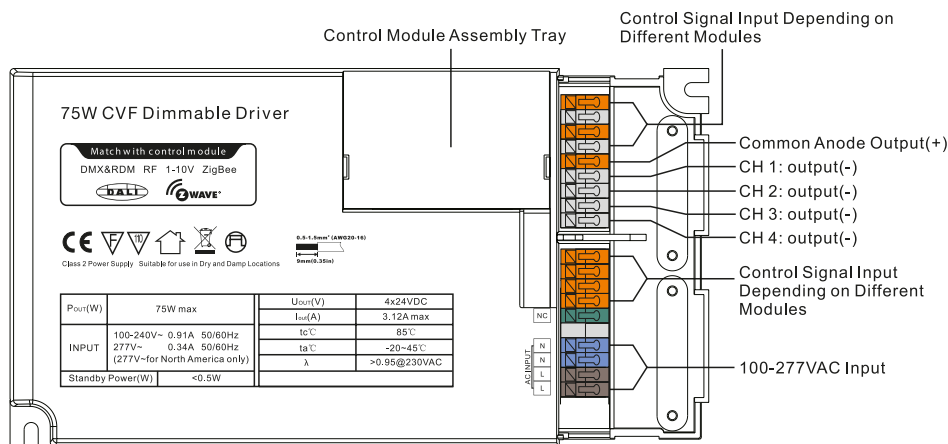 Control Signal Input Depending on
Different Modules
Control Module Assembly Tray
75W CVF Dimmable Driver
Match with control module
DMX&RDM RF 1-10V ZigBee
DALI
Z WAVE+
Common Anode Output(+)
CH 1: output(-)
CH 2: output(-)
CH 3: output(-)
CH 4: output(-)
CE F 110
0.5-1.5mm² (AWG20-16)
9mm(0.35in)
Class 2 Power Supply Suitable for use in Dry and Damp Locations
Control Signal Input
Depending on Different
Modules
POUT(W) 75W max
INPUT 100-240V~ 0.91A 50/60Hz
277V~ 0.34A 50/60Hz
(277V~for North America only)
Standby Power(W) <0.5W
UOUT(V) 4x24VDC
Iout(A) 3.12A max
tc℃ 85℃
ta℃ -20~45℃
λ >0.95@230VAC
NC
AC INPUT
N
N
L
L
100-277VAC Input